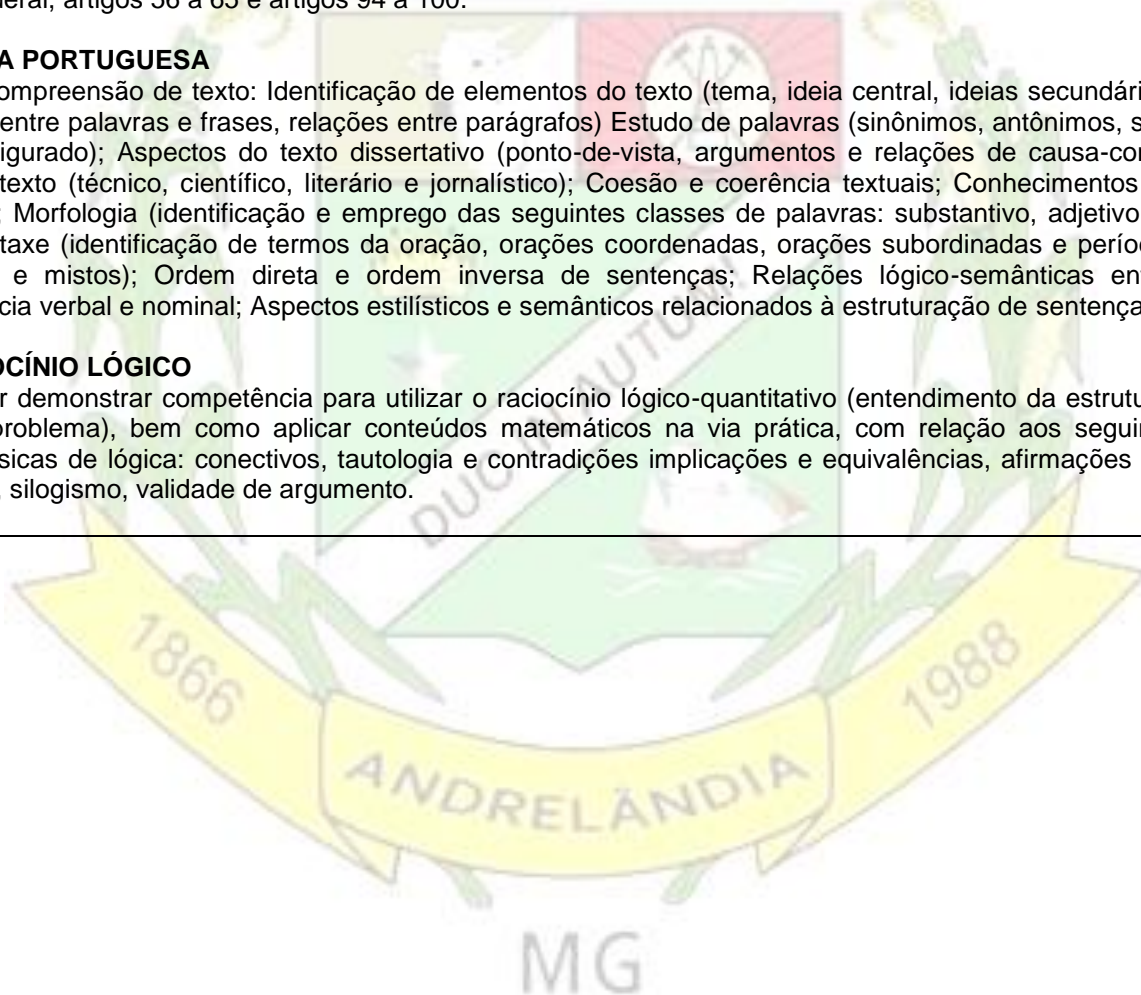 eral, artigos 56 a 65 e artigos 94 a 100.
A PORTUGUESA
ompreensão de texto: Identificação de elementos do texto (tema, ideia central, ideias secundári
entre palavras e frases, relações entre parágrafos) Estudo de palavras (sinônimos, antônimos, s
igurado); Aspectos do texto dissertativo (ponto-de-vista, argumentos e relações de causa-con
texto (técnico, científico, literário e jornalístico); Coesão e coerência textuais; Conhecimentos
; Morfologia (identificação e emprego das seguintes classes de palavras: substantivo, adjetivo
taxe (identificação de termos da oração, orações coordenadas, orações subordinadas e períod
e mistos); Ordem direta e ordem inversa de sentenças; Relações lógico-semânticas en
cia verbal e nominal; Aspectos estilísticos e semânticos relacionados à estruturação de sentença
OCÍNIO LÓGICO
r demonstrar competência para utilizar o raciocínio lógico-quantitativo (entendimento da estrutu
problema), bem como aplicar conteúdos matemáticos na via prática, com relação aos segui
sicas de lógica: conectivos, tautologia e contradições implicações e equivalências, afirmações
, silogismo, validade de argumento.
DUC IN AUTUM!
1866
1988
ANDRELÂNDIA
MG